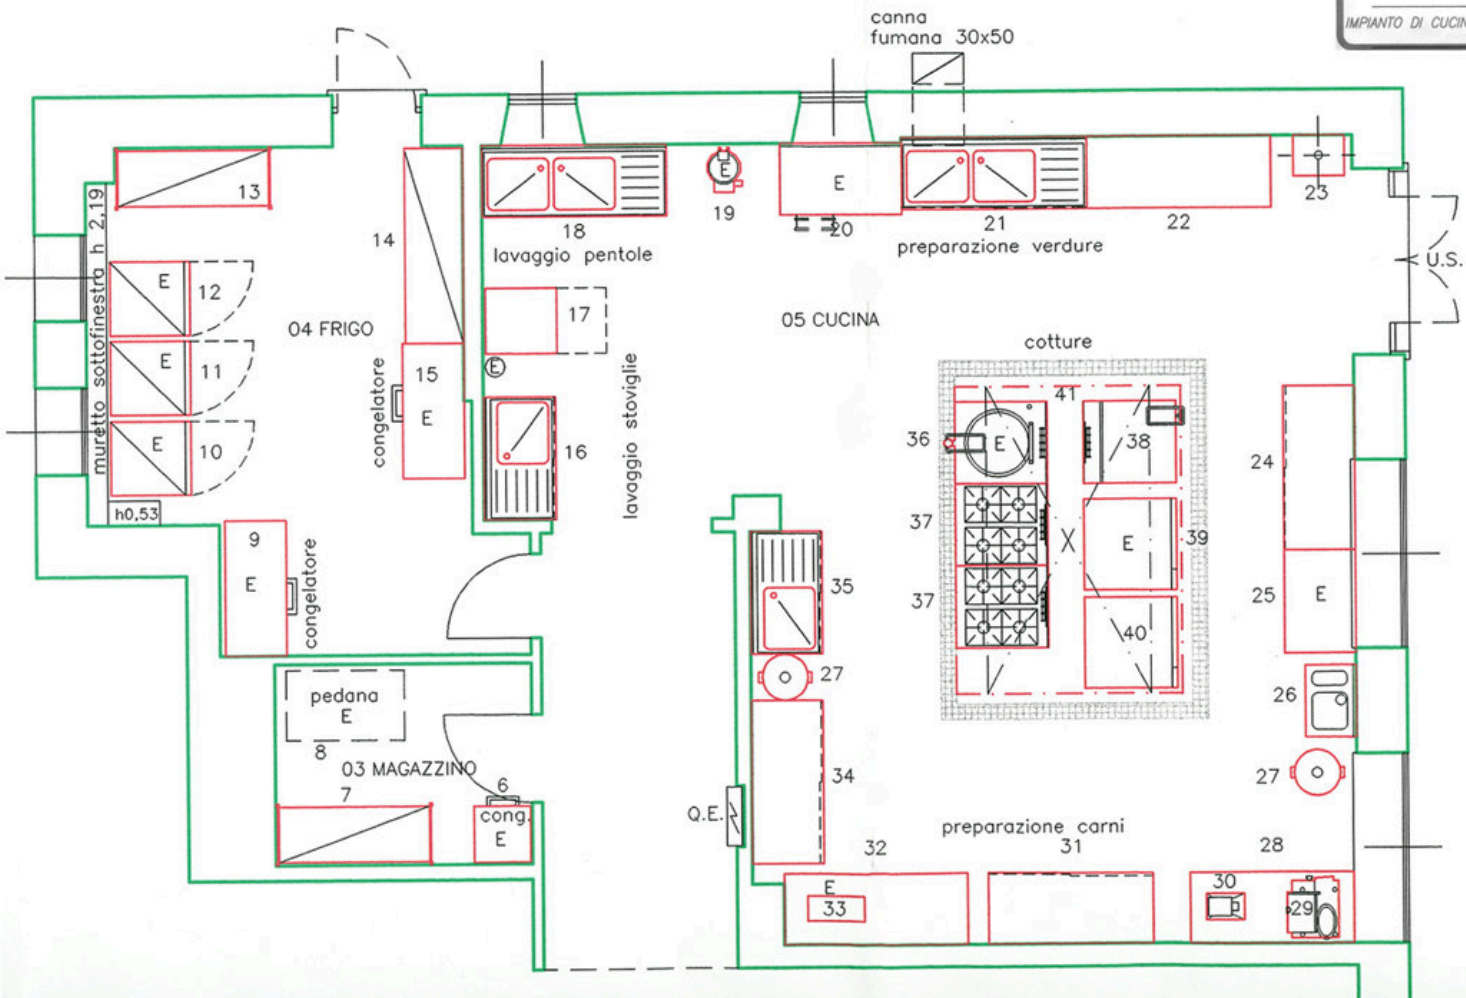 canna
fumana 30x50
IMPIANTO DI CUCIN
13
14
18
lavaggio pentole
E
19
E
20
21
preparazione verdure
22
23
U.S.
muretto sottofinestra h 2,19
E
12
E
11
E
10
h0,53
04 FRIGO
congelatore
15
E
17
E
16
lavaggio stoviglie
05 CUCINA
cotture
41
36
E
38
37
E
39
37
40
24
25
E
26
27
9
E
congelatore
pedana
E
8
03 MAGAZZINO
7
6
cong.
E
35
27
34
Q.E.
preparazione carni
32
31
28
E
33
30
29